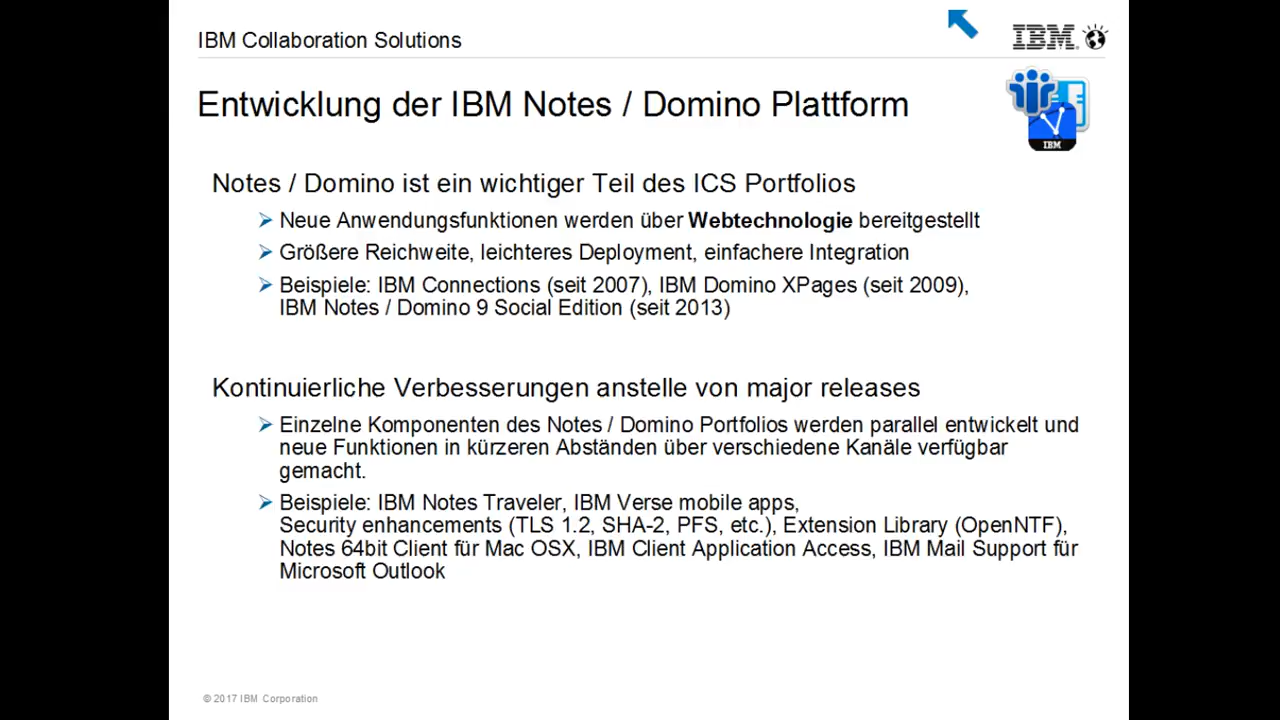 IBM Collaboration Solutions
IBM
Entwicklung der IBM Notes / Domino Plattform
IBM
Notes / Domino ist ein wichtiger Teil des ICS Portfolios
Neue Anwendungsfunktionen werden über Webtechnologie bereitgestellt
Größere Reichweite, leichteres Deployment, einfachere Integration
Beispiele: IBM Connections (seit 2007), IBM Domino XPages (seit 2009),
IBM Notes / Domino 9 Social Edition (seit 2013)
Kontinuierliche Verbesserungen anstelle von major releases
Einzelne Komponenten des Notes / Domino Portfolios werden parallel entwickelt und
neue Funktionen in kürzeren Abständen über verschiedene Kanäle verfügbar
gemacht.
Beispiele: IBM Notes Traveler, IBM Verse mobile apps,
Security enhancements (TLS 1.2, SHA-2, PFS, etc.), Extension Library (OpenNTF),
Notes 64bit Client für Mac OSX, IBM Client Application Access, IBM Mail Support für
Microsoft Outlook
© 2017 IBM Corporation